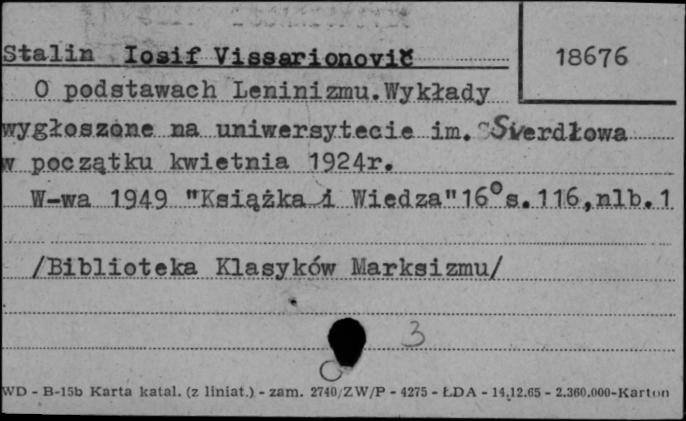 Stalin Iosif Vissarionovič
18676
O podstawach Leninizmu. Wykłady
wygłoszone na uniwersytecie im. Swerdłowa
w początku kwietnia 1924r.
W-wa 1949 "Książka i Wiedza" 16° s. 116, nlb. 1
/Biblioteka Klasyków Marksizmu/
3
WD - B-15b Karta katal. (z liniat.) - zam. 2740/ZW/P - 4275 - ŁDA - 14.12.65 - 2.360.000-Karton